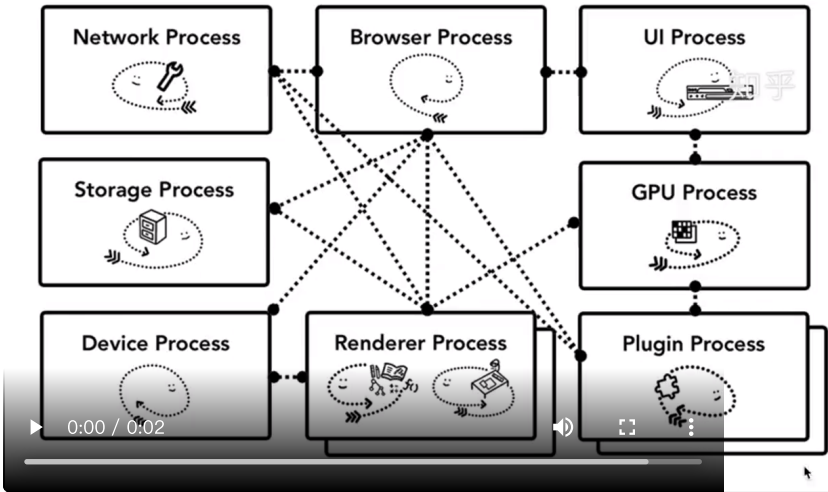 Network Process
Browser Process
UI Process
知乎
Storage Process
GPU Process
Device Process
Renderer Process
Plugin Process
f()
0:00 / 0:02